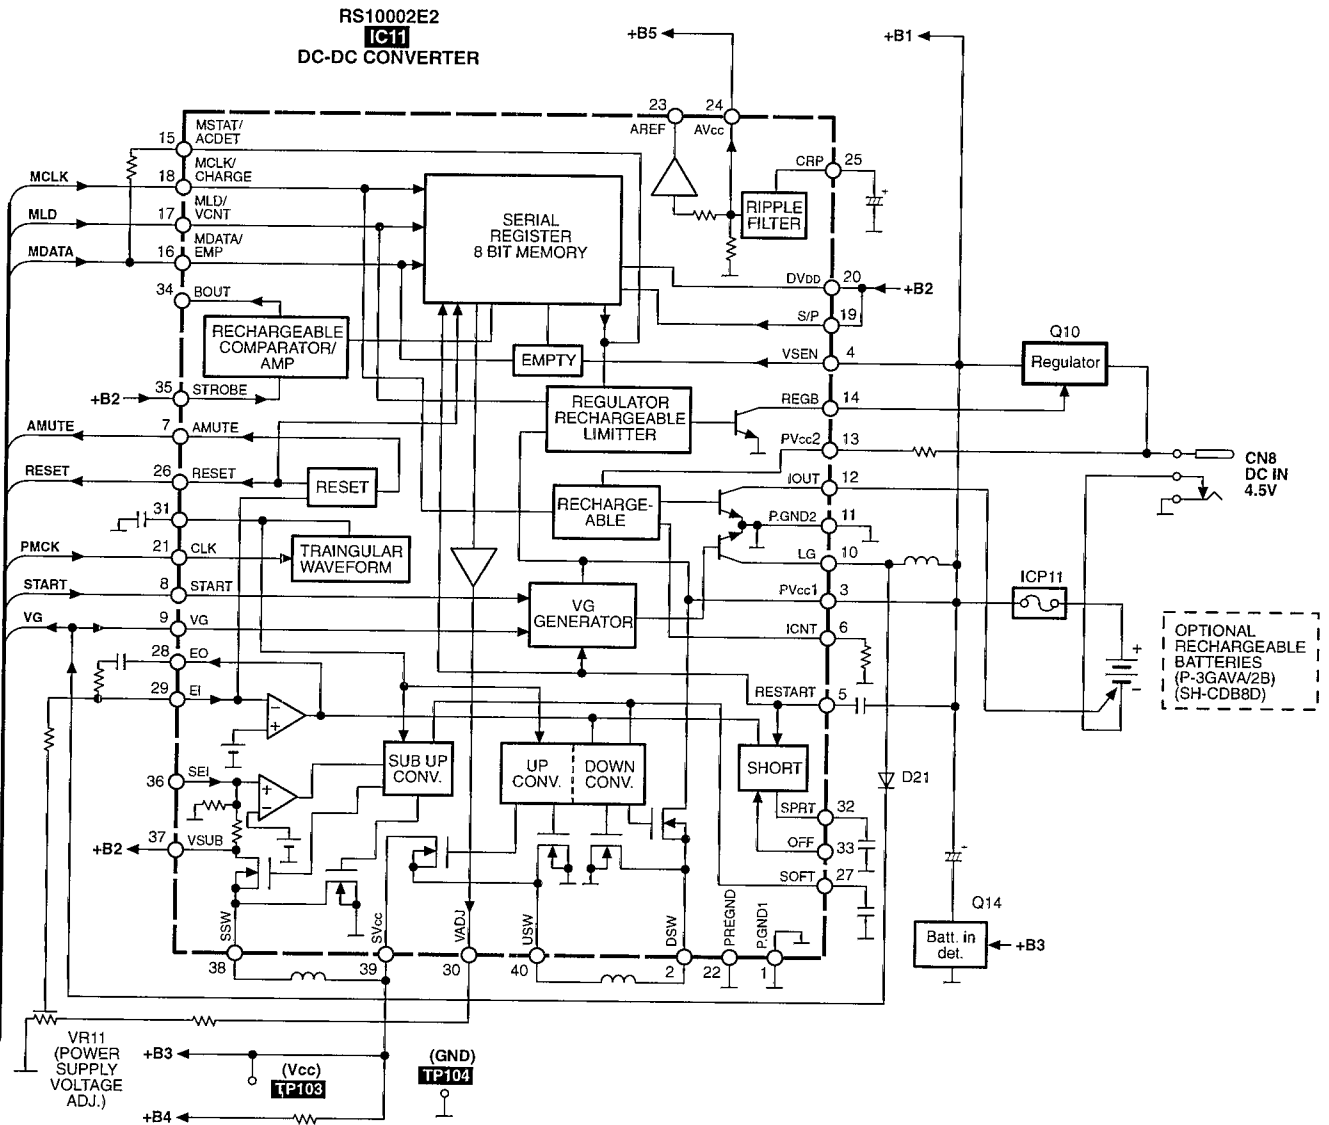 RS10002E2
IC11
DC-DC CONVERTER
+B5
+B1
23
24
AREF
AVcc
15
MSTAT/
ACDET
MCLK
18
MCLK/
CHARGE
MLD
17
MLD/
VCNT
MDATA
16
MDATA/
EMP
SERIAL
REGISTER
8 BIT MEMORY
CRP
25
RIPPLE
FILTER
34
BOUT
RECHARGEABLE
COMPARATOR/
AMP
DVDD
20
+B2
S/P
19
EMPTY
VSEN
4
Q10
Regulator
+B2
35
STROBE
REGULATOR
RECHARGEABLE
LIMITTER
REGB
14
AMUTE
7
AMUTE
PVcc2
13
CN8
DC IN
4.5V
RESET
26
RESET
RESET
IOUT
12
RECHARGE-
ABLE
31
P.GND2
11
PMCK
21
CLK
TRAINGULAR
WAVEFORM
LG
10
START
8
START
VG
GENERATOR
PVcc1
3
ICP11
VG
9
VG
ICNT
6
OPTIONAL
RECHARGEABLE
BATTERIES
(P-3GAVA/2B)
(SH-CDB8D)
+
−
28
EO
29
EI
−
+
RESTART
5
SUB UP
CONV.
UP
CONV.
DOWN
CONV.
SHORT
36
SEI
+
−
D21
SPRT
32
+B2
37
VSUB
OFF
33
SOFT
27
SSW
SVcc
VADJ
USW
DSW
PREGND
P.GND1
Q14
Batt. in
det.
+B3
38
39
30
40
2
22
1
VR11
(POWER
SUPPLY
VOLTAGE
ADJ.)
+B3
(Vcc)
TP103
(GND)
TP104
+B4